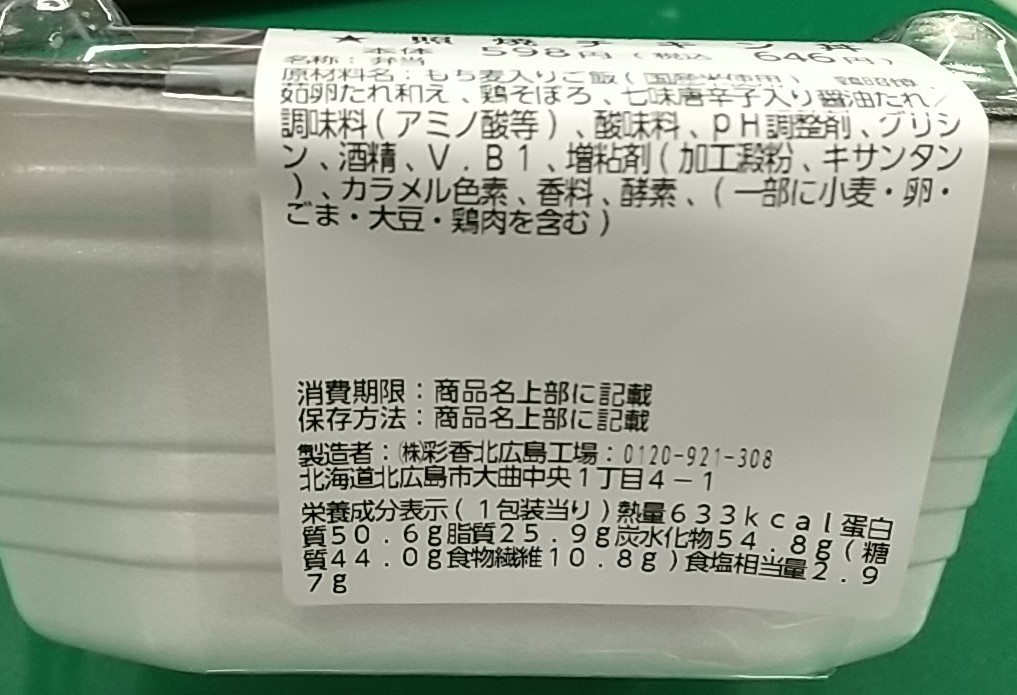 ★照焼チキン丼
本体 598円(税込 646円)
名称:弁当
原材料名:もち麦入りご飯(国産米使用)、鶏照焼、
茹卵たれ和え、鶏そぼろ、七味唐辛子入り醤油たれ/
調味料(アミノ酸等)、酸味料、pH調整剤、グリシ
ン、酒精、V.B1、増粘剤(加工澱粉、キサンタン
)、カラメル色素、香料、酵素、(一部に小麦・卵・
ごま・大豆・鶏肉を含む)
消費期限:商品名上部に記載
保存方法:商品名上部に記載
製造者:㈱彩香北広島工場:0120-921-308
北海道北広島市大曲中央1丁目4-1
栄養成分表示(1包装当り)熱量633kcal蛋白
質50.6g脂質25.9g炭水化物54.8g(糖
質44.0g食物繊維10.8g)食塩相当量2.9
7g